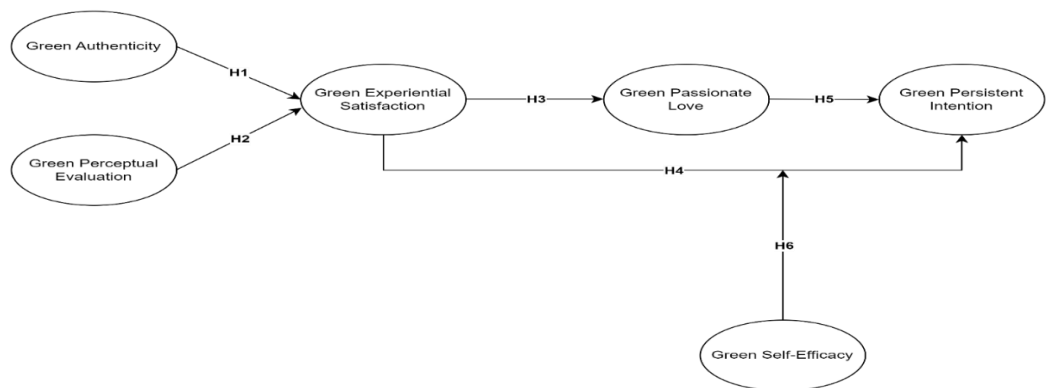 Green Authenticity
H1
Green Experiential
Satisfaction
H3
Green Passionate
Love
H5
Green Persistent
Intention
H2
Green Perceptual
Evaluation
H4
H6
Green Self-Efficacy